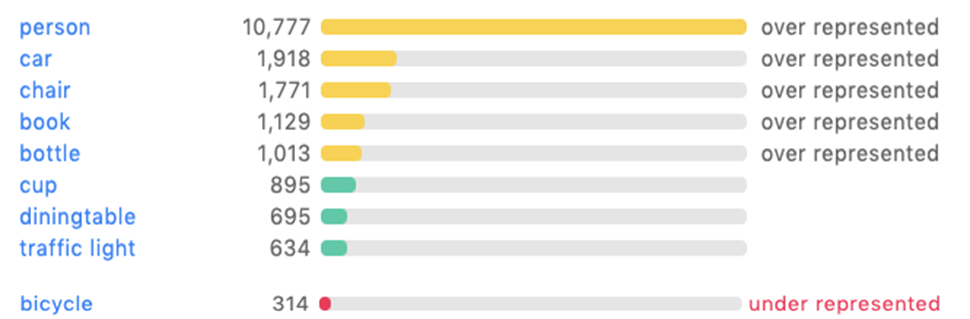 person 10,777 over represented
car 1,918 over represented
chair 1,771 over represented
book 1,129 over represented
bottle 1,013 over represented
cup 895
diningtable 695
traffic light 634
bicycle 314 under represented